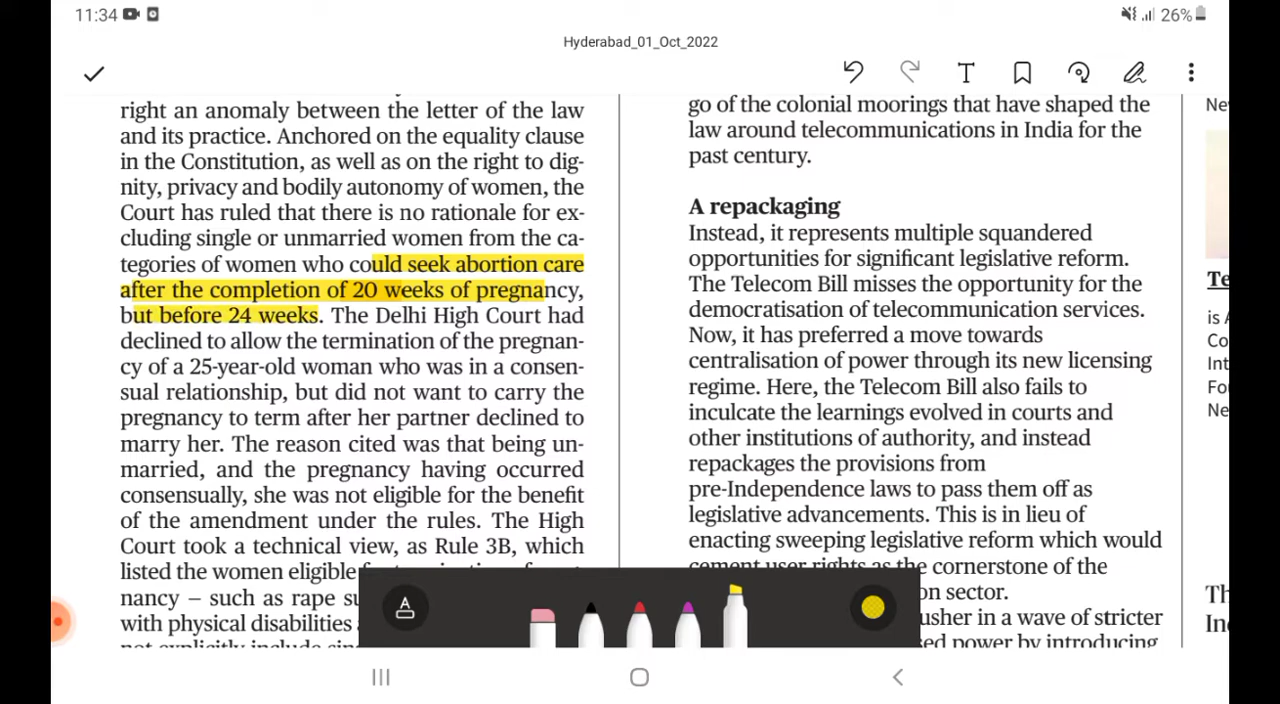 11:34
26%
Hyderabad_01_Oct_2022
T
right an anomaly between the letter of the law
and its practice. Anchored on the equality clause
in the Constitution, as well as on the right to dig-
nity, privacy and bodily autonomy of women, the
Court has ruled that there is no rationale for ex-
cluding single or unmarried women from the ca-
tegories of women who could seek abortion care
after the completion of 20 weeks of pregnancy,
but before 24 weeks. The Delhi High Court had
declined to allow the termination of the pregnan-
cy of a 25-year-old woman who was in a consen-
sual relationship, but did not want to carry the
pregnancy to term after her partner declined to
marry her. The reason cited was that being un-
married, and the pregnancy having occurred
consensually, she was not eligible for the benefit
of the amendment under the rules. The High
Court took a technical view, as Rule 3B, which
listed the women eligible
nancy – such as rape
with physical disabilities
not explicitly include
go of the colonial moorings that have shaped the
law around telecommunications in India for the
past century.
A repackaging
Instead, it represents multiple squandered
opportunities for significant legislative reform.
The Telecom Bill misses the opportunity for the
democratisation of telecommunication services.
Now, it has preferred a move towards
centralisation of power through its new licensing
regime. Here, the Telecom Bill also fails to
inculcate the learnings evolved in courts and
other institutions of authority, and instead
repackages the provisions from
pre-Independence laws to pass them off as
legislative advancements. This is in lieu of
enacting sweeping legislative reform which would
cement user rights as the cornerstone of the
on sector.
usher in a wave of stricter
power by introducing
A